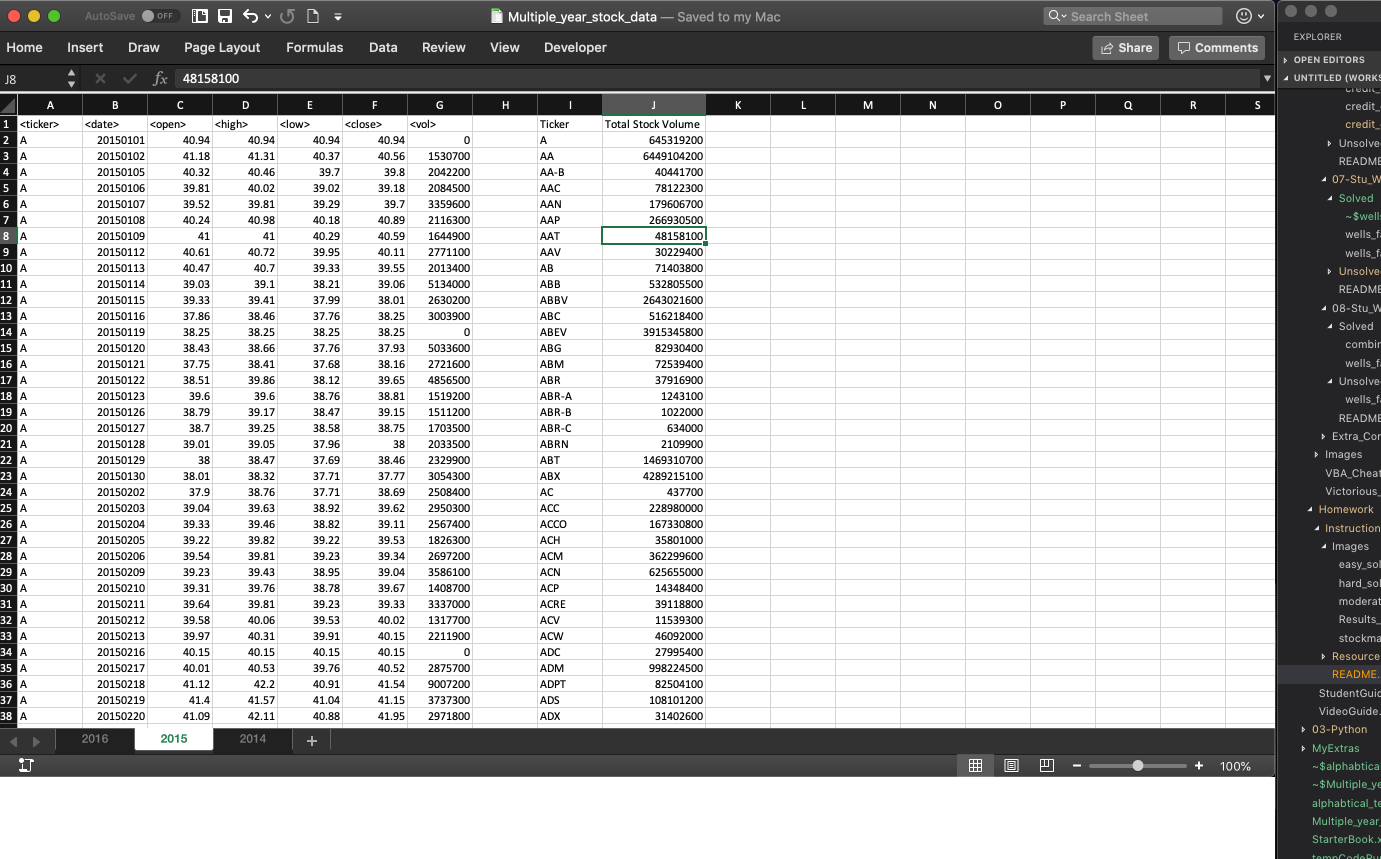 AutoSave OFF Multiple_year_stock_data — Saved to my Mac Search Sheet
Home Insert Draw Page Layout Formulas Data Review View Developer Share Comments
J8 fx 48158100
A B C D E F G H I J K L M N O P Q R S
1 <ticker> <date> <open> <high> <low> <close> <vol> Ticker Total Stock Volume
2 A 20150101 40.94 40.94 40.94 40.94 0 A 645319200
3 A 20150102 41.18 41.31 40.37 40.56 1530700 AA 6449104200
4 A 20150105 40.32 40.46 39.7 39.8 2042200 AA-B 40441700
5 A 20150106 39.81 40.02 39.02 39.18 2084500 AAC 78122300
6 A 20150107 39.52 39.81 39.29 39.7 3359600 AAN 179606700
7 A 20150108 40.24 40.98 40.18 40.89 2116300 AAP 266930500
8 A 20150109 41 41 40.29 40.59 1644900 AAT 48158100
9 A 20150112 40.61 40.72 39.95 40.11 2771100 AAV 30229400
10 A 20150113 40.47 40.7 39.33 39.55 2013400 AB 71403800
11 A 20150114 39.03 39.1 38.21 39.06 5134000 ABB 532805500
12 A 20150115 39.33 39.41 37.99 38.01 2630200 ABBV 2643021600
13 A 20150116 37.86 38.46 37.76 38.25 3003900 ABC 516218400
14 A 20150119 38.25 38.25 38.25 38.25 0 ABEV 3915345800
15 A 20150120 38.43 38.66 37.76 37.93 5033600 ABG 82930400
16 A 20150121 37.75 38.41 37.68 38.16 2721600 ABM 72539400
17 A 20150122 38.51 39.86 38.12 39.65 4856500 ABR 37916900
18 A 20150123 39.6 39.6 38.76 38.81 1519200 ABR-A 1243100
19 A 20150126 38.79 39.17 38.47 39.15 1511200 ABR-B 1022000
20 A 20150127 38.7 39.25 38.58 38.75 1703500 ABR-C 634000
21 A 20150128 39.01 39.05 37.96 38 2033500 ABRN 2109900
22 A 20150129 38 38.47 37.69 38.46 2329900 ABT 1469310700
23 A 20150130 38.01 38.32 37.71 37.77 3054300 ABX 4289215100
24 A 20150202 37.9 38.76 37.71 38.69 2508400 AC 437700
25 A 20150203 39.04 39.63 38.92 39.62 2950300 ACC 228980000
26 A 20150204 39.33 39.46 38.82 39.11 2567400 ACCO 167330800
27 A 20150205 39.22 39.82 39.22 39.53 1826300 ACH 35801000
28 A 20150206 39.54 39.81 39.23 39.34 2697200 ACM 362299600
29 A 20150209 39.23 39.43 38.95 39.04 3586100 ACN 625655000
30 A 20150210 39.31 39.76 38.78 39.67 1408700 ACP 14348400
31 A 20150211 39.64 39.81 39.23 39.33 3337000 ACRE 39118800
32 A 20150212 39.58 40.06 39.53 40.02 1317700 ACV 11539300
33 A 20150213 39.97 40.31 39.91 40.15 2211900 ACW 46092000
34 A 20150216 40.15 40.15 40.15 40.15 0 ADC 27995400
35 A 20150217 40.01 40.53 39.76 40.52 2875700 ADM 998224500
36 A 20150218 41.12 42.2 40.91 41.54 9007200 ADPT 82504100
37 A 20150219 41.4 41.57 41.04 41.15 3737300 ADS 108101200
38 A 20150220 41.09 42.11 40.88 41.95 2971800 ADX 31402600
2016 2015 2014
100%
EXPLORER
OPEN EDITORS
UNTITLED (WORKS
credit_
credit_
credit_
Unsolve
README
07-Stu_W
Solved
~$wells
wells_fa
wells_fa
Unsolve
README
08-Stu_W
Solved
combin
wells_fa
Unsolve
wells_fa
README
Extra_Cor
Images
VBA_Cheat
Victorious_
Homework
Instruction
Images
easy_sol
hard_sol
moderat
Results_
stockma
Resource
README.
StudentGuid
VideoGuide.
03-Python
MyExtras
~$alphabtica
~$Multiple_ye
alphabtical_te
Multiple_year_
StarterBook.x